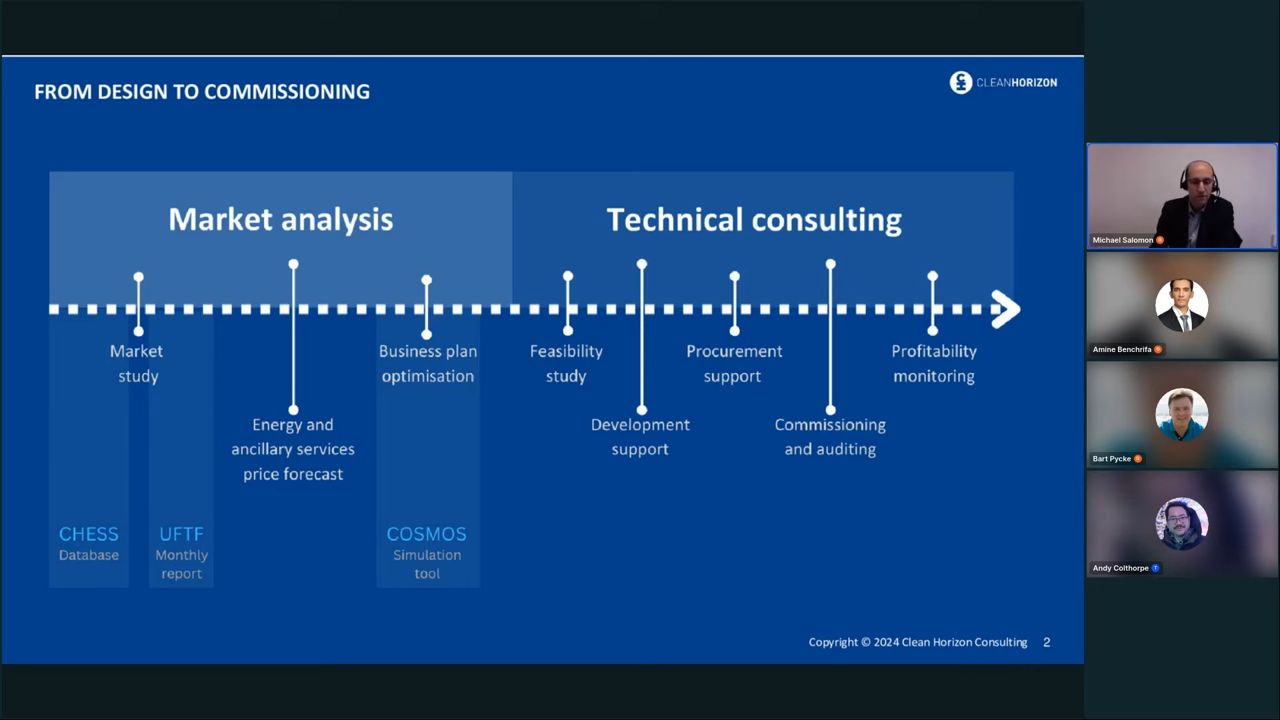 FROM DESIGN TO COMMISSIONING
CLEANHORIZON
Market analysis
Technical consulting
Market
study
Business plan
optimisation
Feasibility
study
Procurement
support
Profitability
monitoring
Energy and
ancillary services
price forecast
Development
support
Commissioning
and auditing
CHESS
Database
UFTF
Monthly
report
COSMOS
Simulation
tool
Copyright © 2024 Clean Horizon Consulting 2
Michael Salomon
Amine Benchrifa
Bart Pycke
Andy Colthorpe